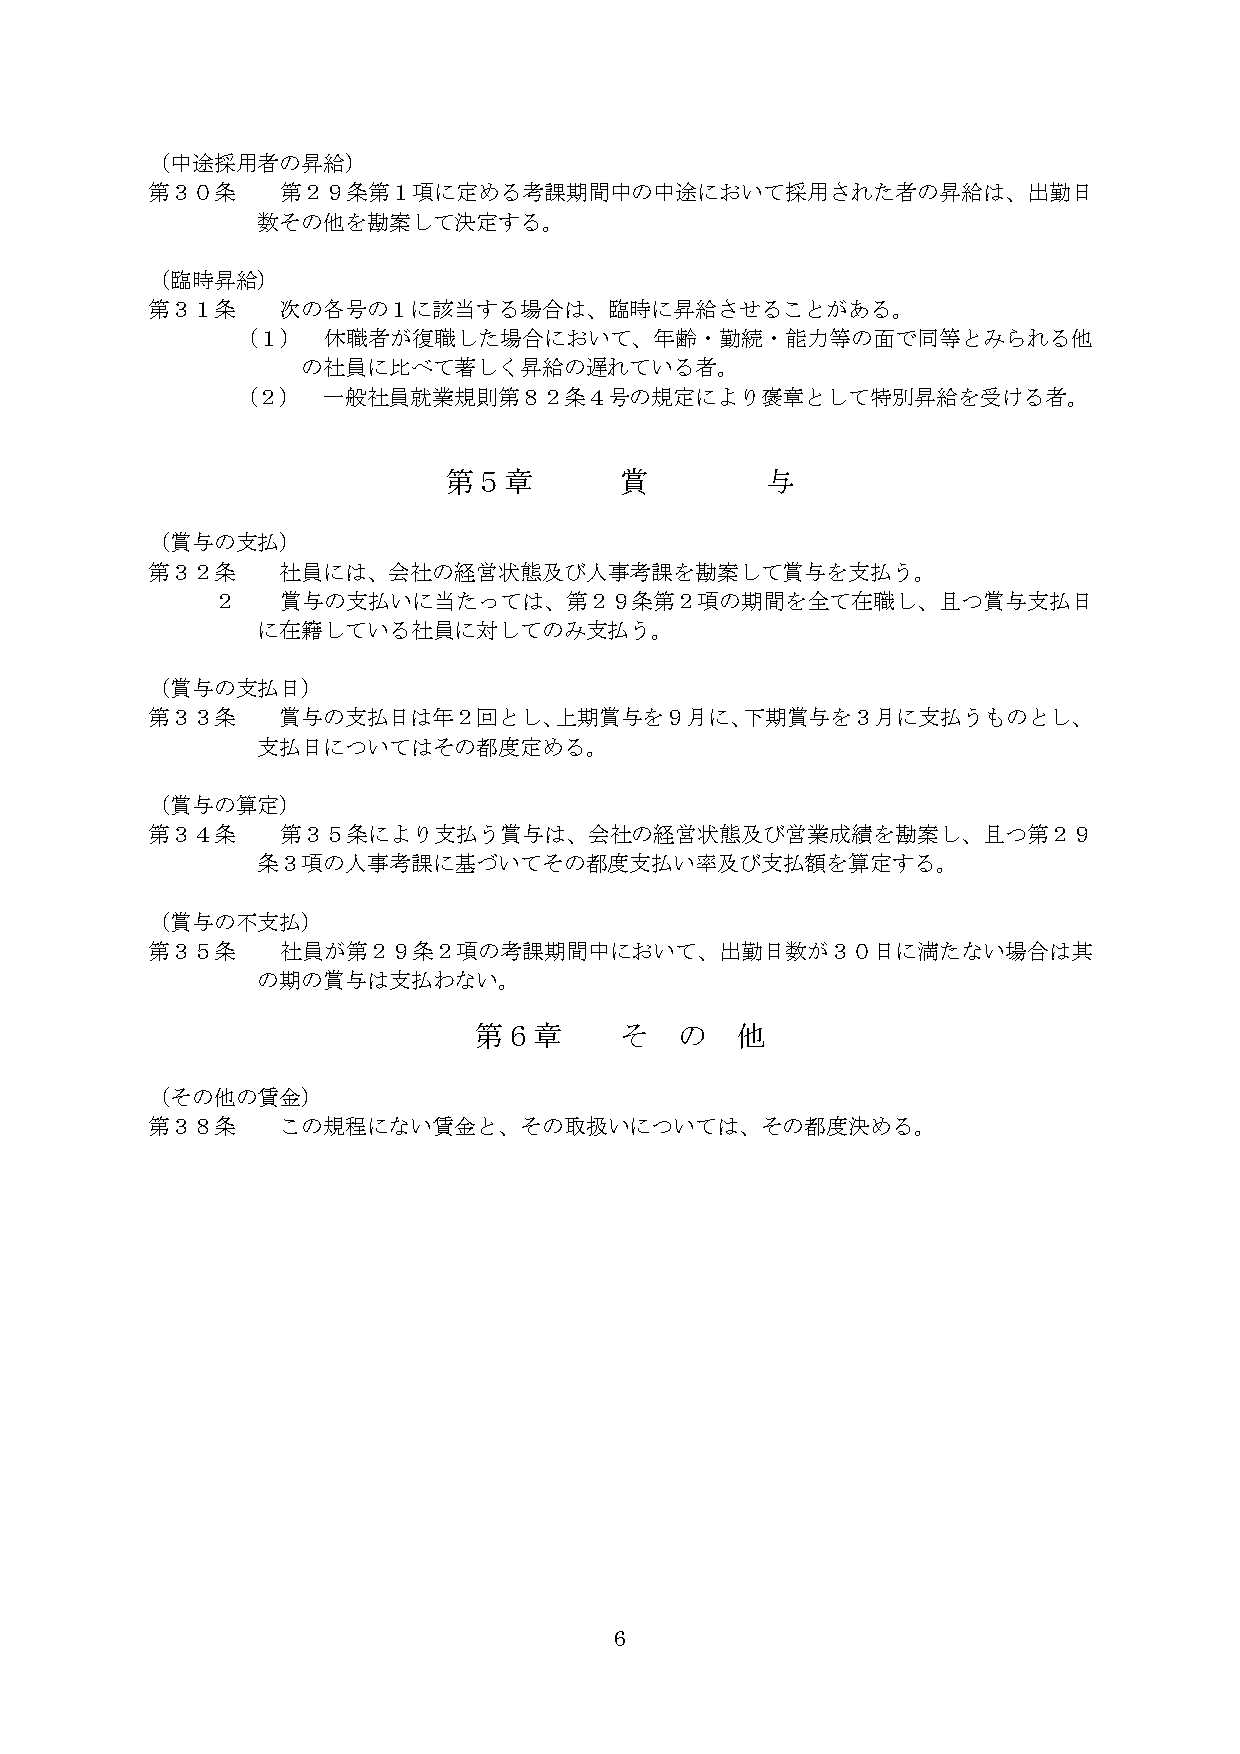 （中途採用者の昇給）
第３０条　　第２９条第１項に定める考課期間中の中途において採用された者の昇給は、出勤日
数その他を勘案して決定する。
（臨時昇給）
第３１条　　次の各号の１に該当する場合は、臨時に昇給させることがある。
（１）　休職者が復職した場合において、年齢・勤続・能力等の面で同等とみられる他
の社員に比べて著しく昇給の遅れている者。
（２）　一般社員就業規則第８２条４号の規定により褒章として特別昇給を受ける者。
第５章　　　賞　　　　与
（賞与の支払）
第３２条　　社員には、会社の経営状態及び人事考課を勘案して賞与を支払う。
２　　賞与の支払いに当たっては、第２９条第２項の期間を全て在職し、且つ賞与支払日
に在籍している社員に対してのみ支払う。
（賞与の支払日）
第３３条　　賞与の支払日は年２回とし、上期賞与を９月に、下期賞与を３月に支払うものとし、
支払日についてはその都度定める。
（賞与の算定）
第３４条　　第３５条により支払う賞与は、会社の経営状態及び営業成績を勘案し、且つ第２９
条３項の人事考課に基づいてその都度支払い率及び支払額を算定する。
（賞与の不支払）
第３５条　　社員が第２９条２項の考課期間中において、出勤日数が３０日に満たない場合は其
の期の賞与は支払わない。
第６章　　そ　の　他
（その他の賃金）
第３８条　　この規程にない賃金と、その取扱いについては、その都度決める。
6